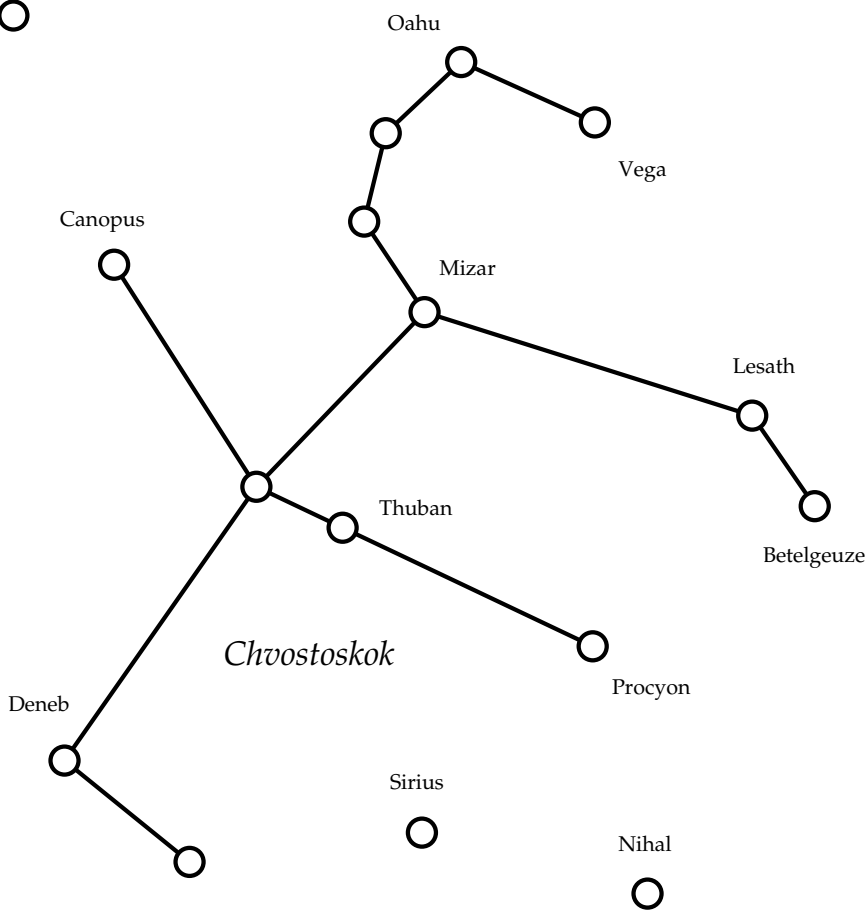 Oahu
Vega
Canopus
Mizar
Lesath
Thuban
Betelgeuze
Chvostoskok
Procyon
Deneb
Sirius
Nihal